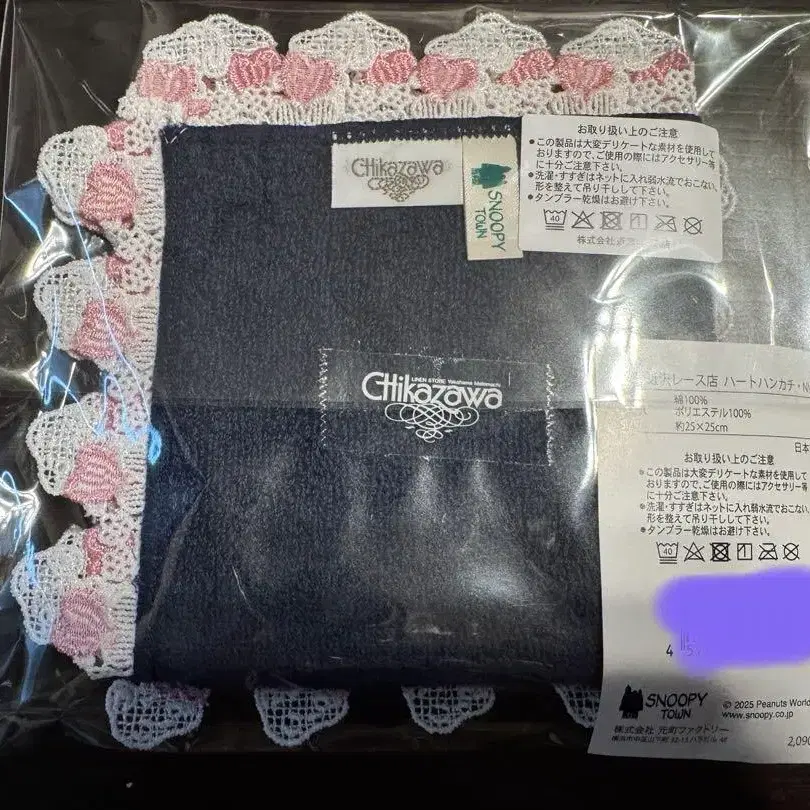 Chikazawa
SNOOPY
TOWN
お取り扱い上のご注意
●この製品は大変デリケートな素材を使用して
おりますので、ご使用の際にはアクセサリー等
に十分ご注意下さい。
●洗濯・すすぎはネットに入れ弱水流でおこない、
形を整えて吊り干しして下さい。
●タンブラー乾燥はお避け下さい。
40
株式会社
LINEN STORE Yokohama Motomachi
Chikazawa
レース店 ハートハンカチ・N
綿100%
ポリエステル100%
約25×25cm
日本
お取り扱い上のご注意
●この製品は大変デリケートな素材を使用して
おりますので、ご使用の際にはアクセサリー等
に十分ご注意下さい。
●洗濯・すすぎはネットに入れ弱水流でおこない、
形を整えて吊り干しして下さい。
●タンブラー乾燥はお避け下さい。
40
4
SNOOPY
TOWN
© 2025 Peanuts World
www.snoopy.co.jp
株式会社 元町ファクトリー
2,090